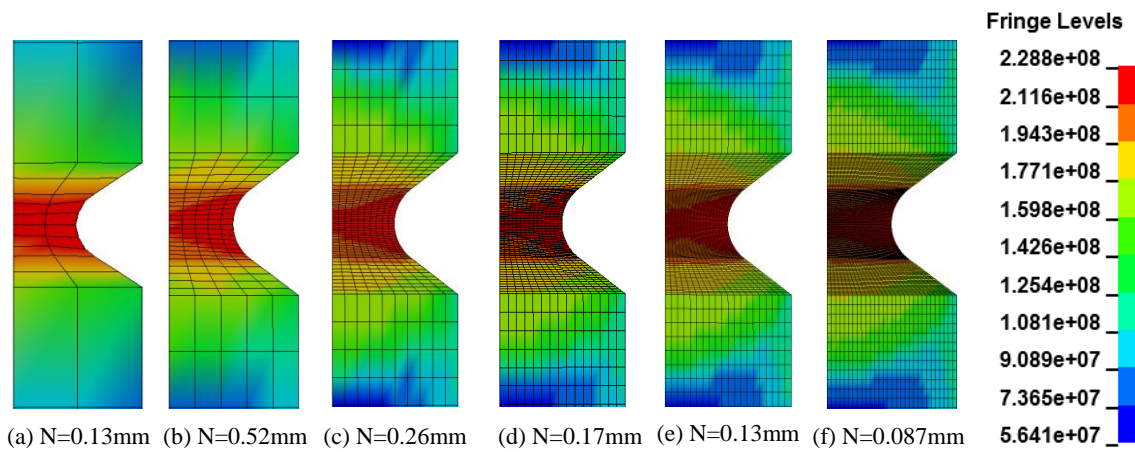 Fringe Levels
2.288e+08
2.116e+08
1.943e+08
1.771e+08
1.598e+08
1.426e+08
1.254e+08
1.081e+08
9.089e+07
7.365e+07
5.641e+07
(a) N=0.13mm (b) N=0.52mm (c) N=0.26mm (d) N=0.17mm (e) N=0.13mm (f) N=0.087mm